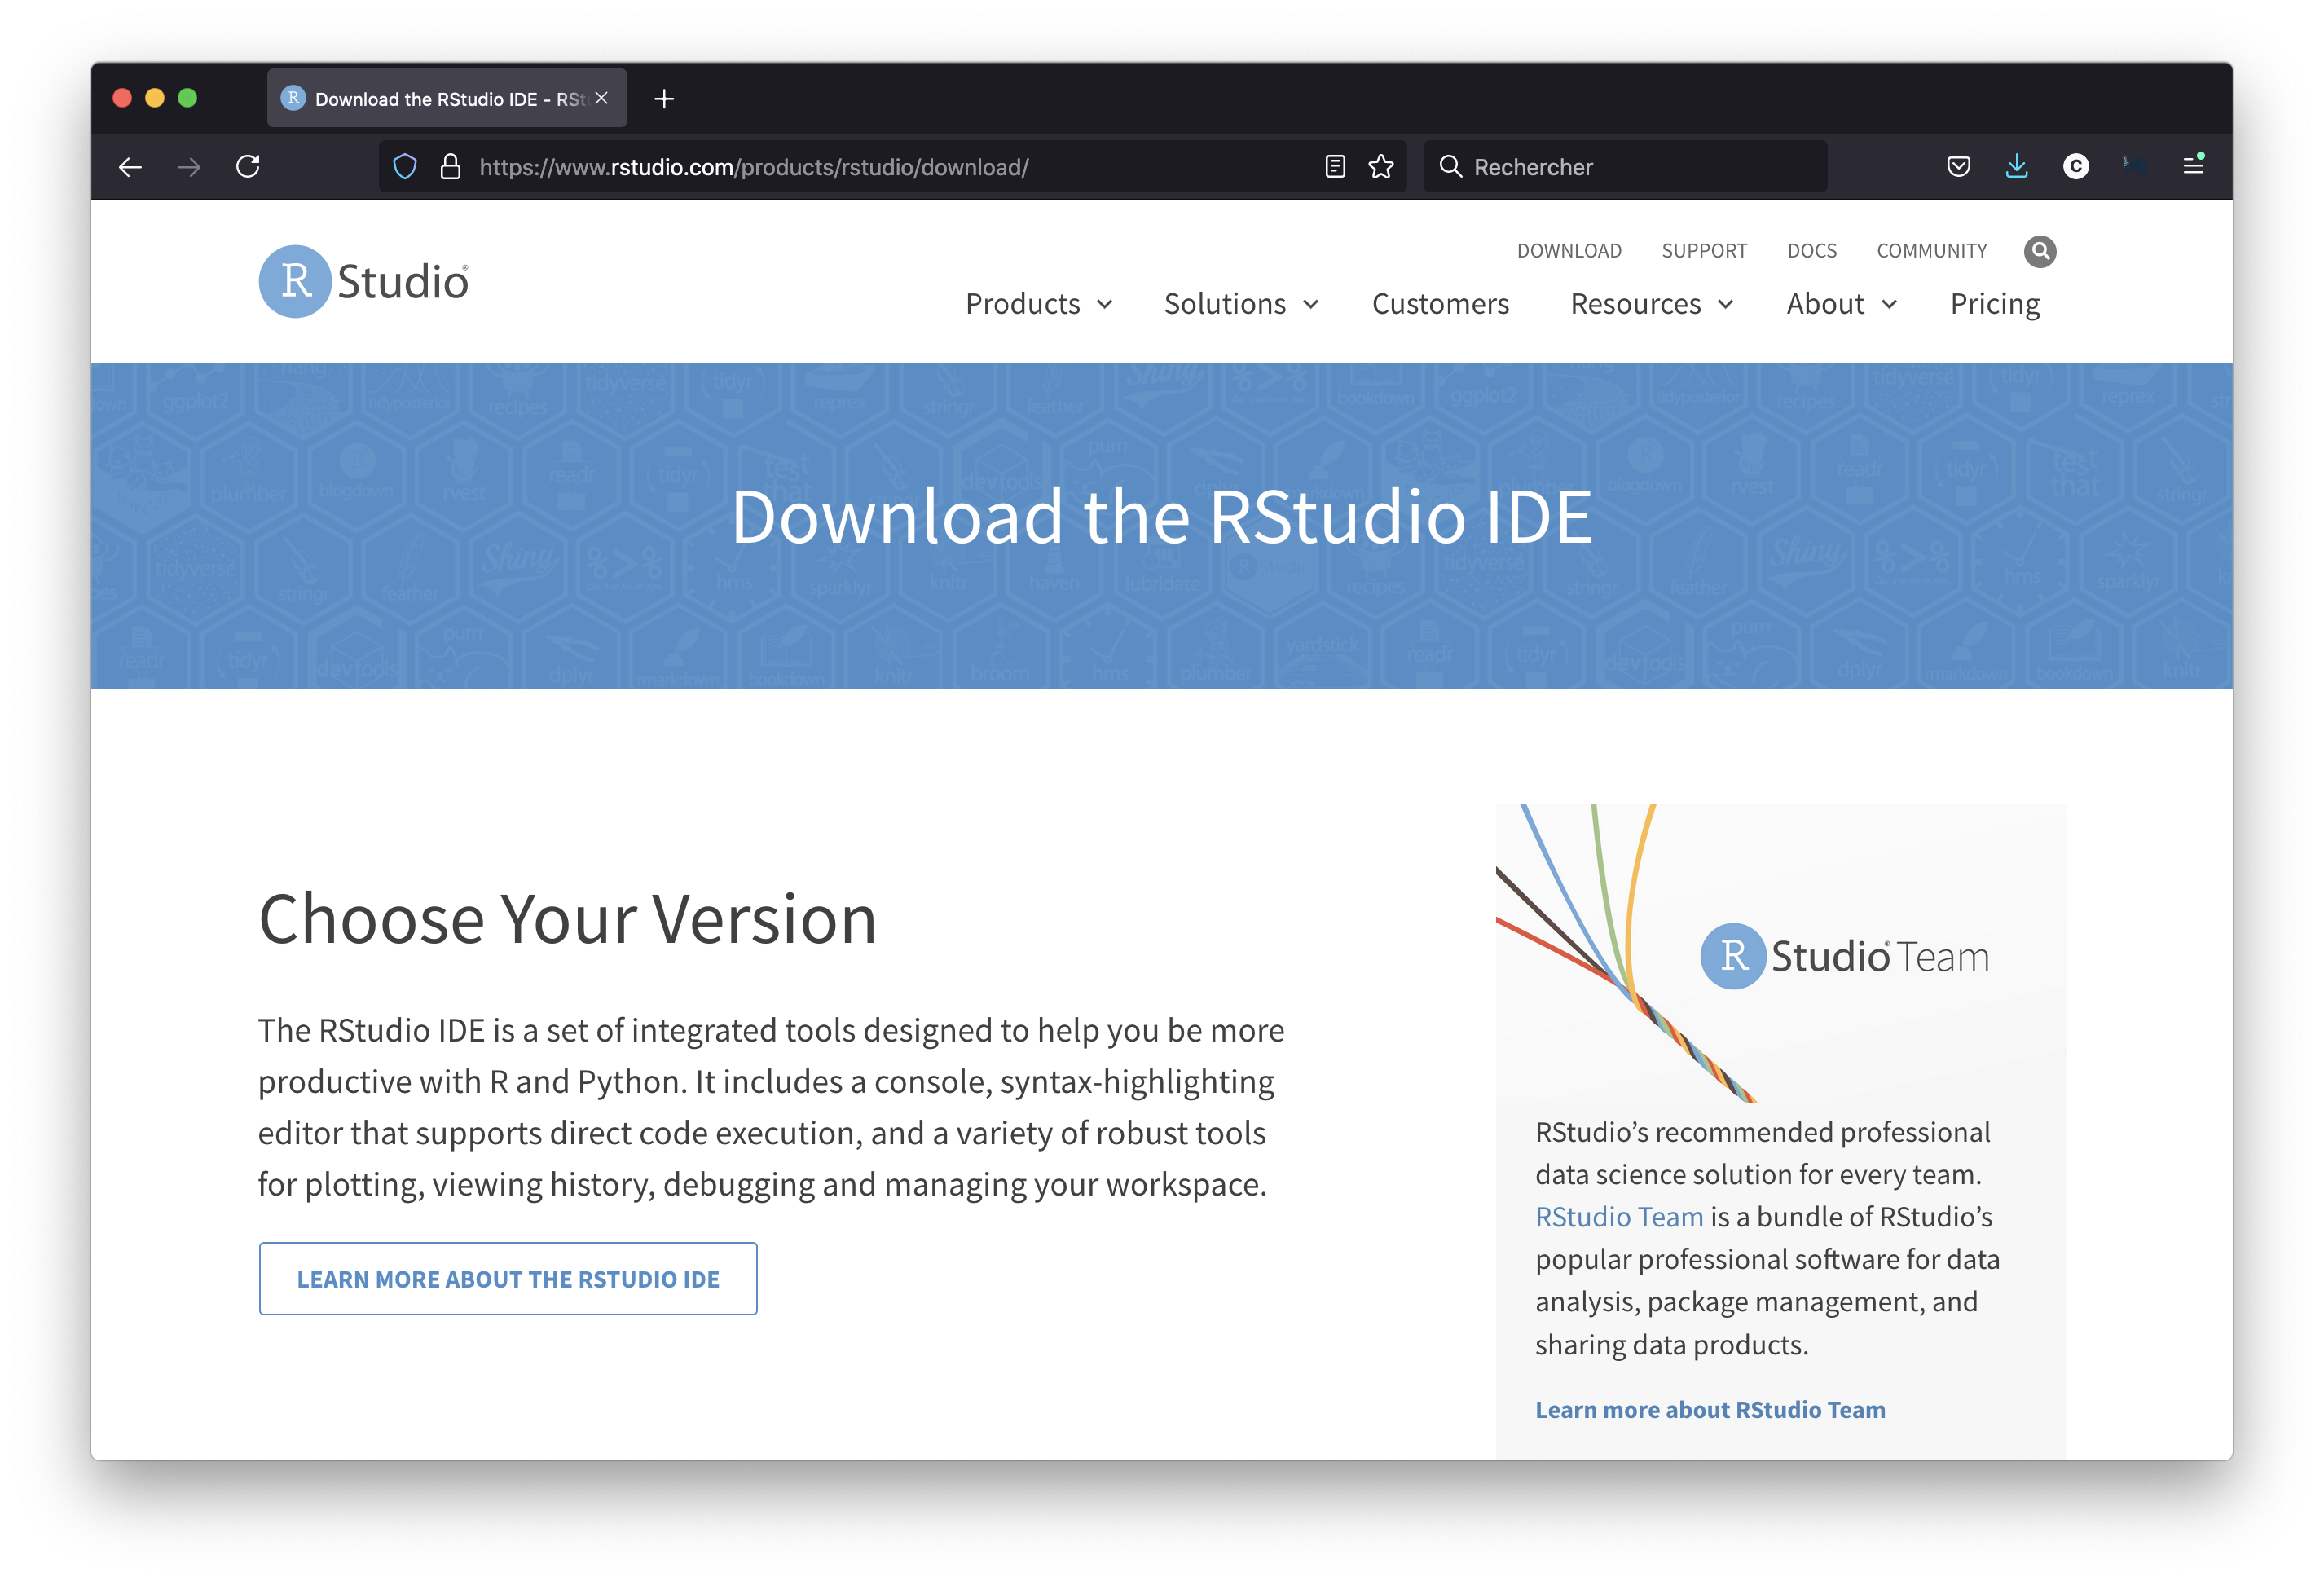 Download the RStudio IDE - RSt
https://www.rstudio.com/products/rstudio/download/
Rechercher
R Studio®
DOWNLOAD SUPPORT DOCS COMMUNITY
Products Solutions Customers Resources About Pricing
Download the RStudio IDE
Choose Your Version
The RStudio IDE is a set of integrated tools designed to help you be more
productive with R and Python. It includes a console, syntax-highlighting
editor that supports direct code execution, and a variety of robust tools
for plotting, viewing history, debugging and managing your workspace.
LEARN MORE ABOUT THE RSTUDIO IDE
R Studio® Team
RStudio’s recommended professional
data science solution for every team.
RStudio Team is a bundle of RStudio’s
popular professional software for data
analysis, package management, and
sharing data products.
Learn more about RStudio Team